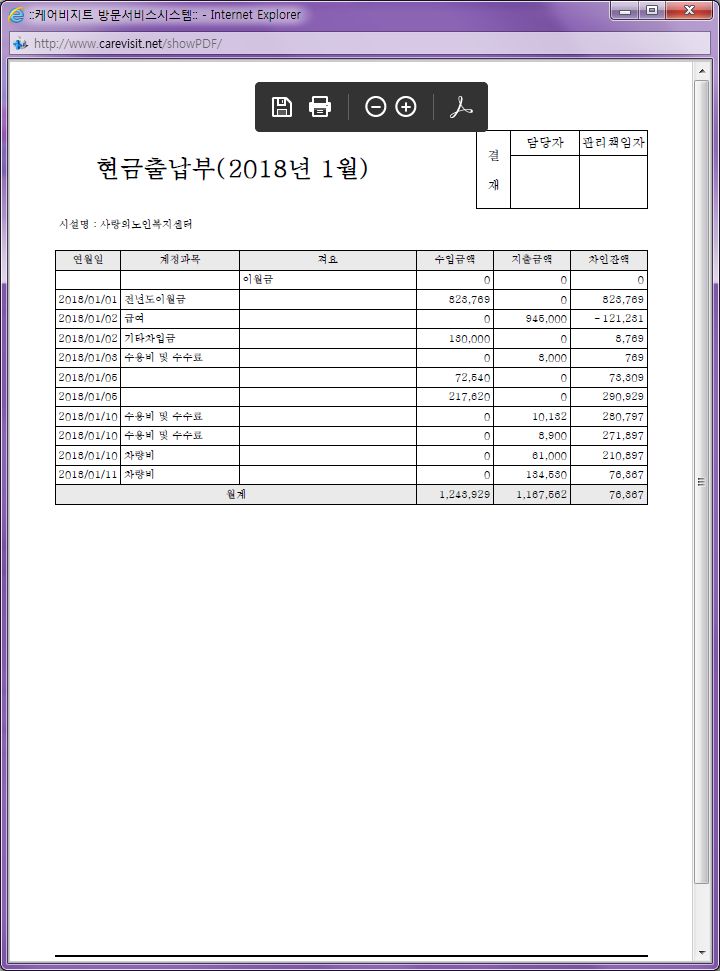 ::케어비지트 방문서비스시스템:: - Internet Explorer
http://www.carevisit.net/showPDF/
현금출납부(2018년 1월)
결재 담당자 관리책임자
시설명 : 사랑의노인복지센터
연월일 계정과목 적요 수입금액 지출금액 차인잔액
이월금 0 0 0
2018/01/01 전년도이월금 823,769 0 823,769
2018/01/02 급여 0 945,000 -121,231
2018/01/02 기타차입금 130,000 0 8,769
2018/01/03 수용비 및 수수료 0 8,000 769
2018/01/05 72,540 0 73,309
2018/01/05 217,620 0 290,929
2018/01/10 수용비 및 수수료 0 10,132 280,797
2018/01/10 수용비 및 수수료 0 8,900 271,897
2018/01/10 차량비 0 61,000 210,897
2018/01/11 차량비 0 134,530 76,367
월계 1,243,929 1,167,562 76,367